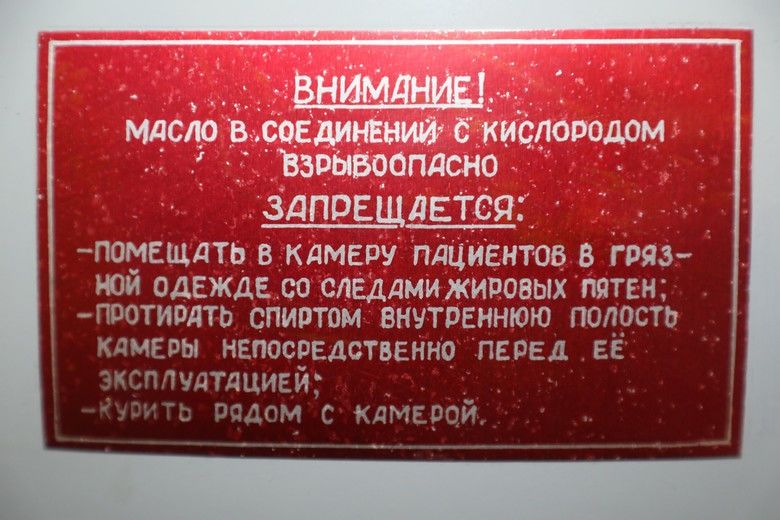 ВНИМАНИЕ!
МАСЛО В СОЕДИНЕНИЙ С КИСЛОРОДОМ
ВЗРЫВООПАСНО
ЗАПРЕЩАЕТСЯ:
-ПОМЕЩАТЬ В КАМЕРУ ПАЦИЕНТОВ В ГРЯЗ-
НОЙ ОДЕЖДЕ СО СЛЕДАМИ ЖИРОВЫХ ПЯТЕН;
-ПРОТИРАТЬ СПИРТОМ ВНУТРЕННЮЮ ПОЛОСТЬ
КАМЕРЫ НЕПОСРЕДСТВЕННО ПЕРЕД ЕЁ
ЭКСПЛУАТАЦИЕЙ;
-КУРИТЬ РЯДОМ С КАМЕРОЙ.